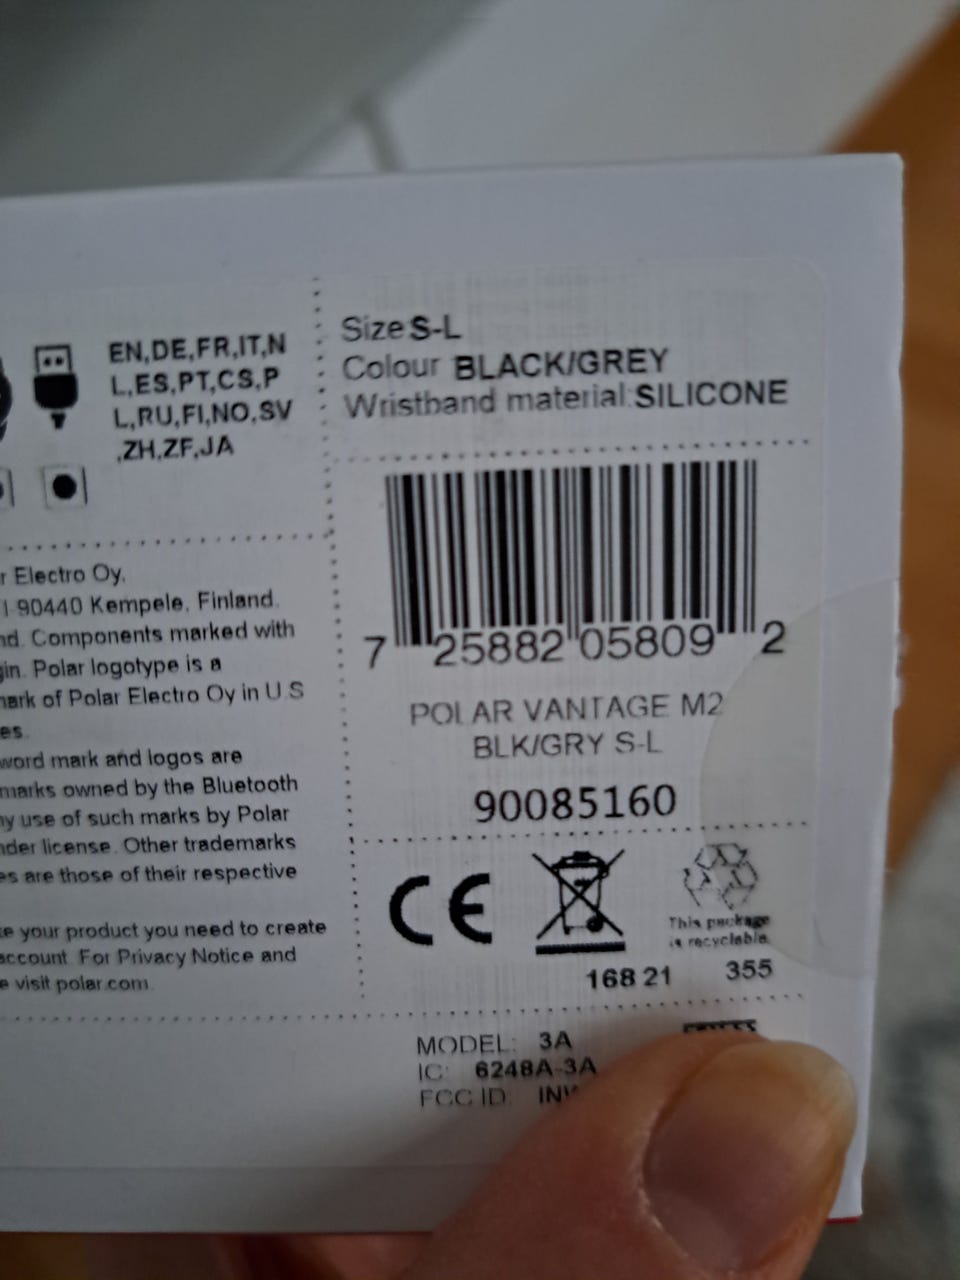 EN,DE,FR,IT,N
L,ES,PT,CS,P
L,RU,FI,NO,SV
,ZH,ZF,JA
Size S-L
Colour BLACK/GREY
Wristband material SILICONE
7 25882 05809 2
POLAR VANTAGE M2
BLK/GRY S-L
90085160
r Electro Oy,
90440 Kempele, Finland.
nd. Components marked with
gin. Polar logotype is a
mark of Polar Electro Oy in U.S
es.
word mark and logos are
marks owned by the Bluetooth
ny use of such marks by Polar
nder license. Other trademarks
es are those of their respective
e your product you need to create
account. For Privacy Notice and
e visit polar.com.
CE
This package
is recyclable.
168 21 355
MODEL: 3A
IC: 6248A-3A
FCC ID: INW